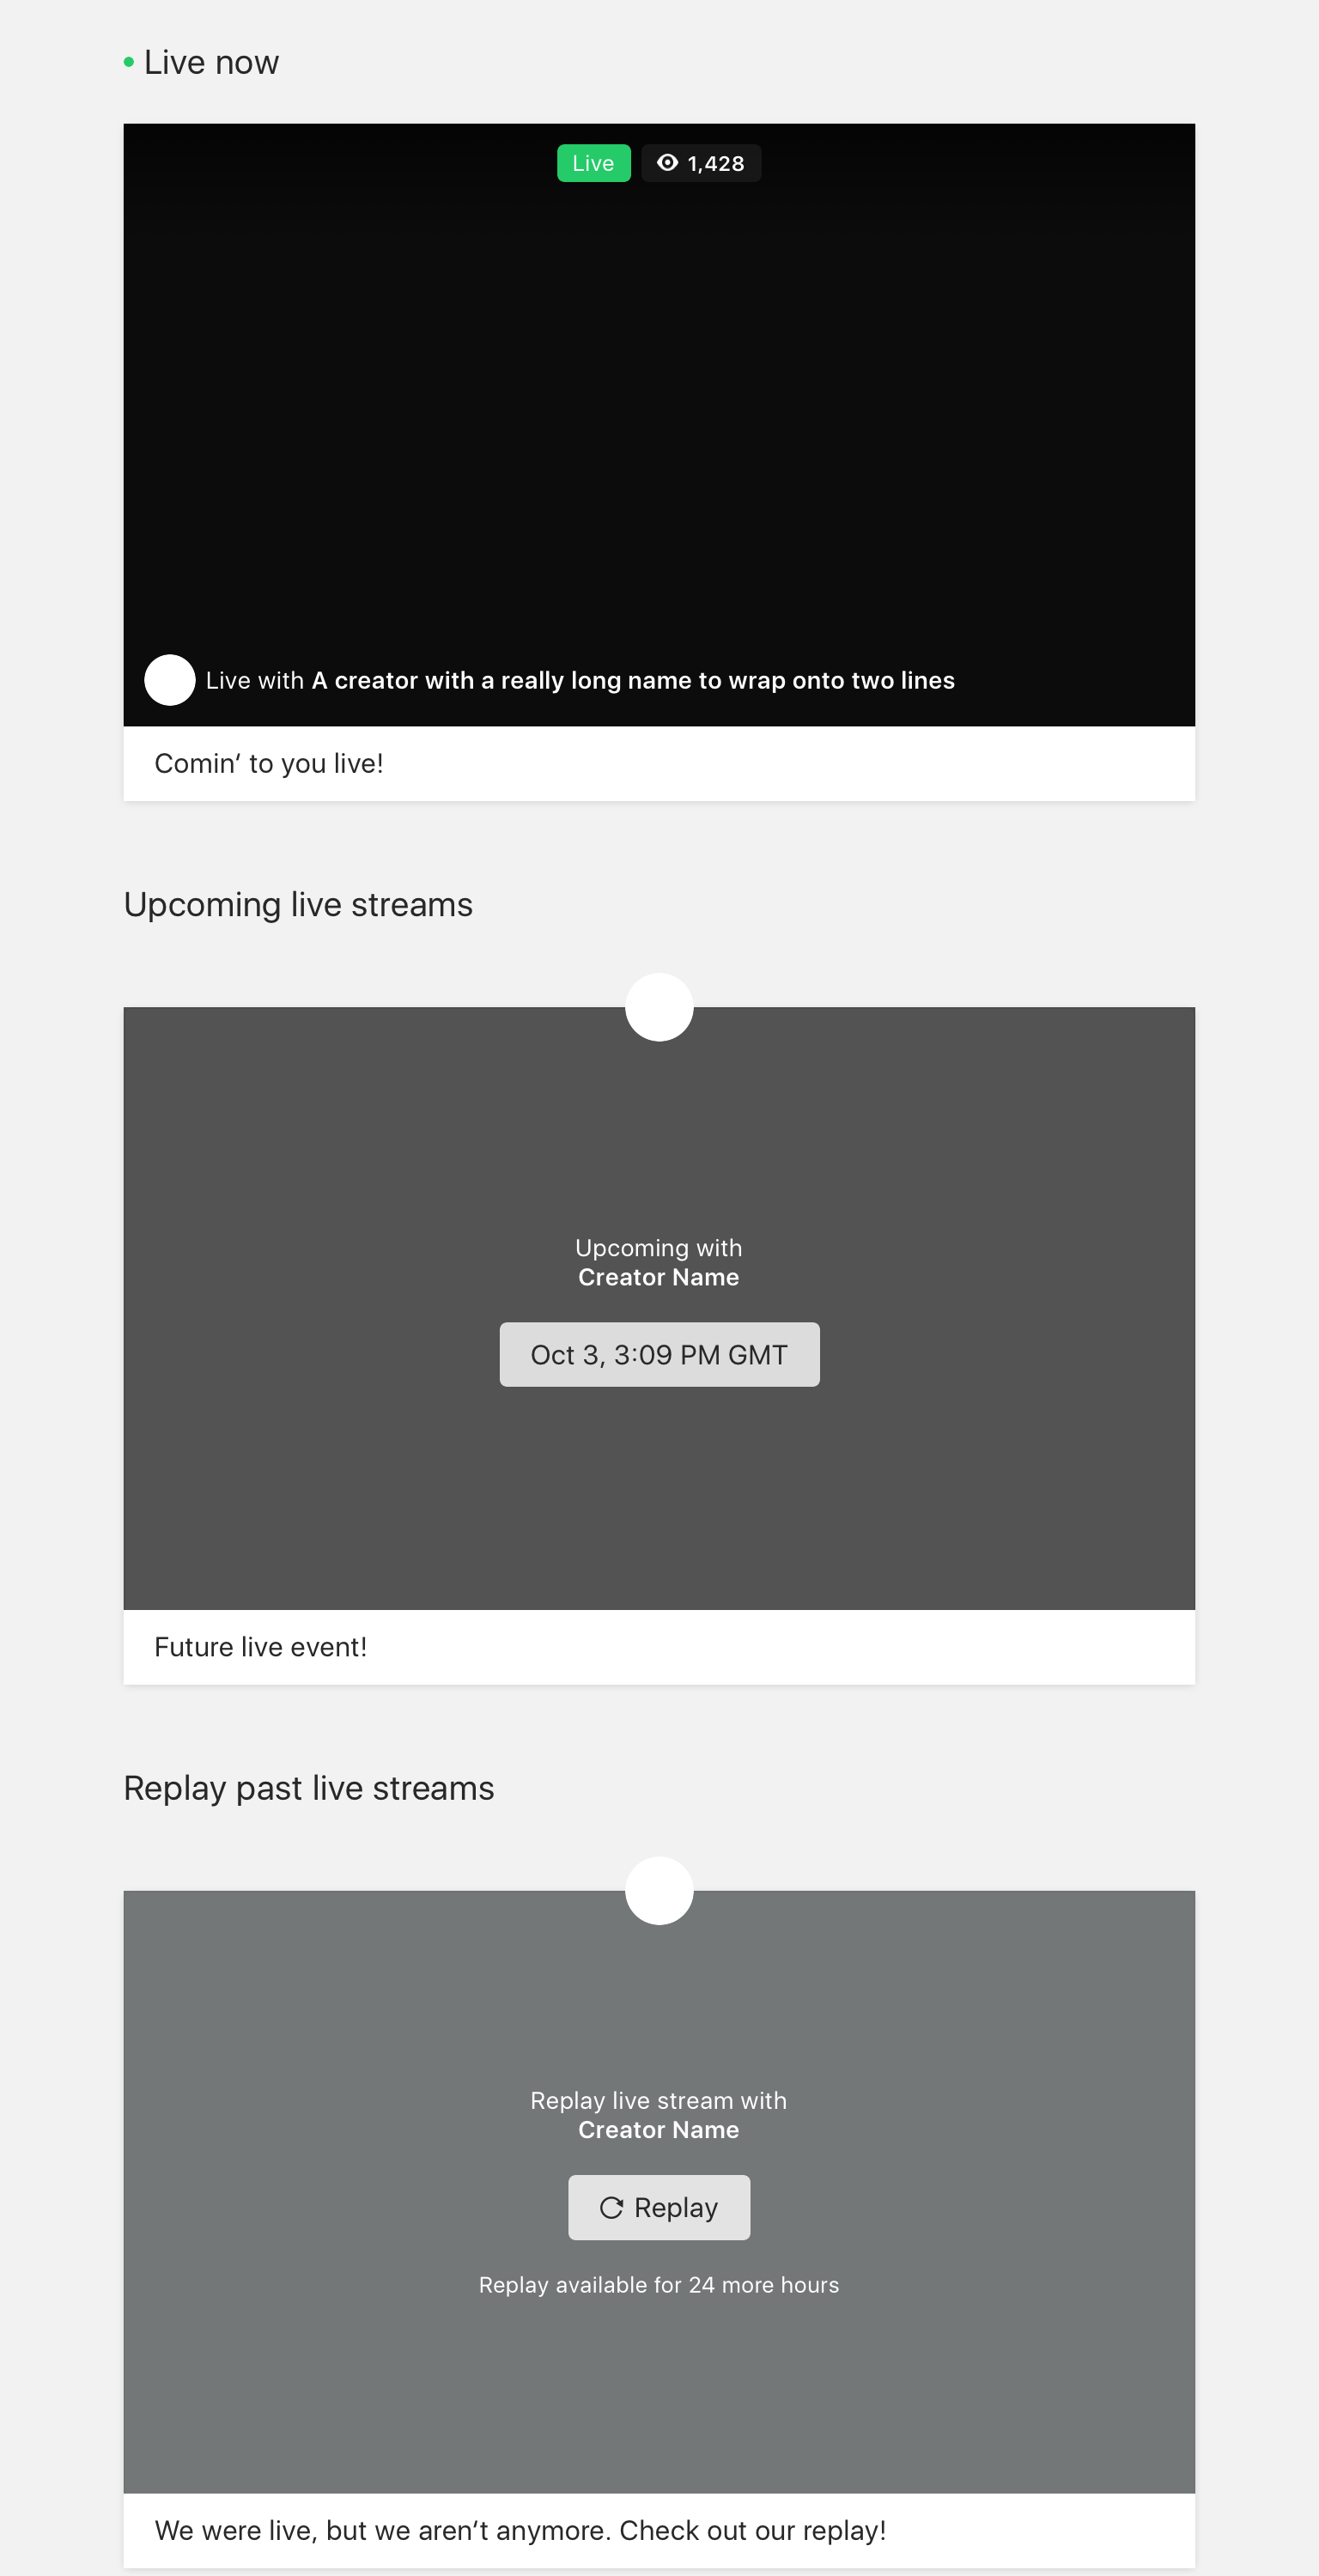 Live now
Live 1,428
Live with A creator with a really long name to wrap onto two lines
Comin’ to you live!
Upcoming live streams
Upcoming with
Creator Name
Oct 3, 3:09 PM GMT
Future live event!
Replay past live streams
Replay live stream with
Creator Name
Replay
Replay available for 24 more hours
We were live, but we aren’t anymore. Check out our replay!